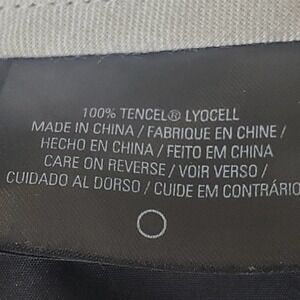 100% TENCEL® LYOCELL
MADE IN CHINA / FABRIQUE EN CHINE /
HECHO EN CHINA / FEITO EM CHINA
CARE ON REVERSE / VOIR VERSO /
CUIDADO AL DORSO / CUIDE EM CONTRÁRIO